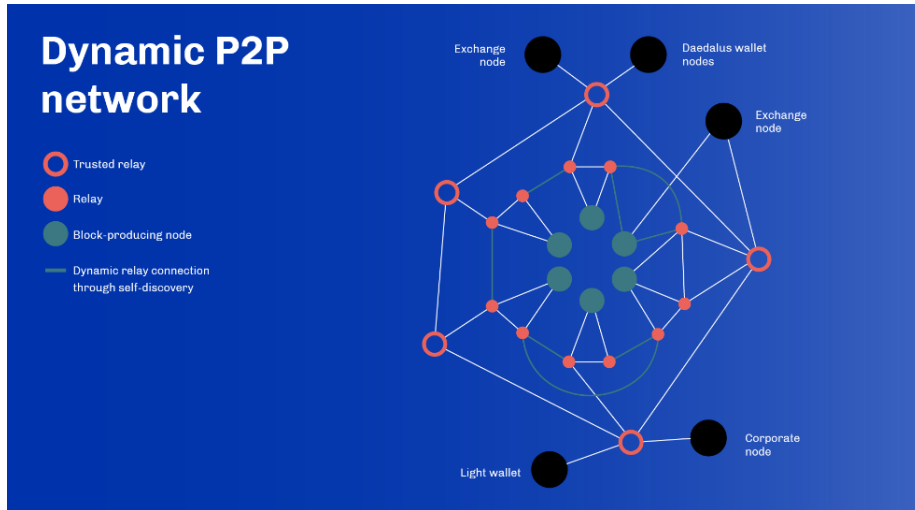 Dynamic P2P
network
Trusted relay
Relay
Block-producing node
Dynamic relay connection
through self-discovery
Exchange
node
Daedalus wallet
nodes
Exchange
node
Corporate
node
Light wallet